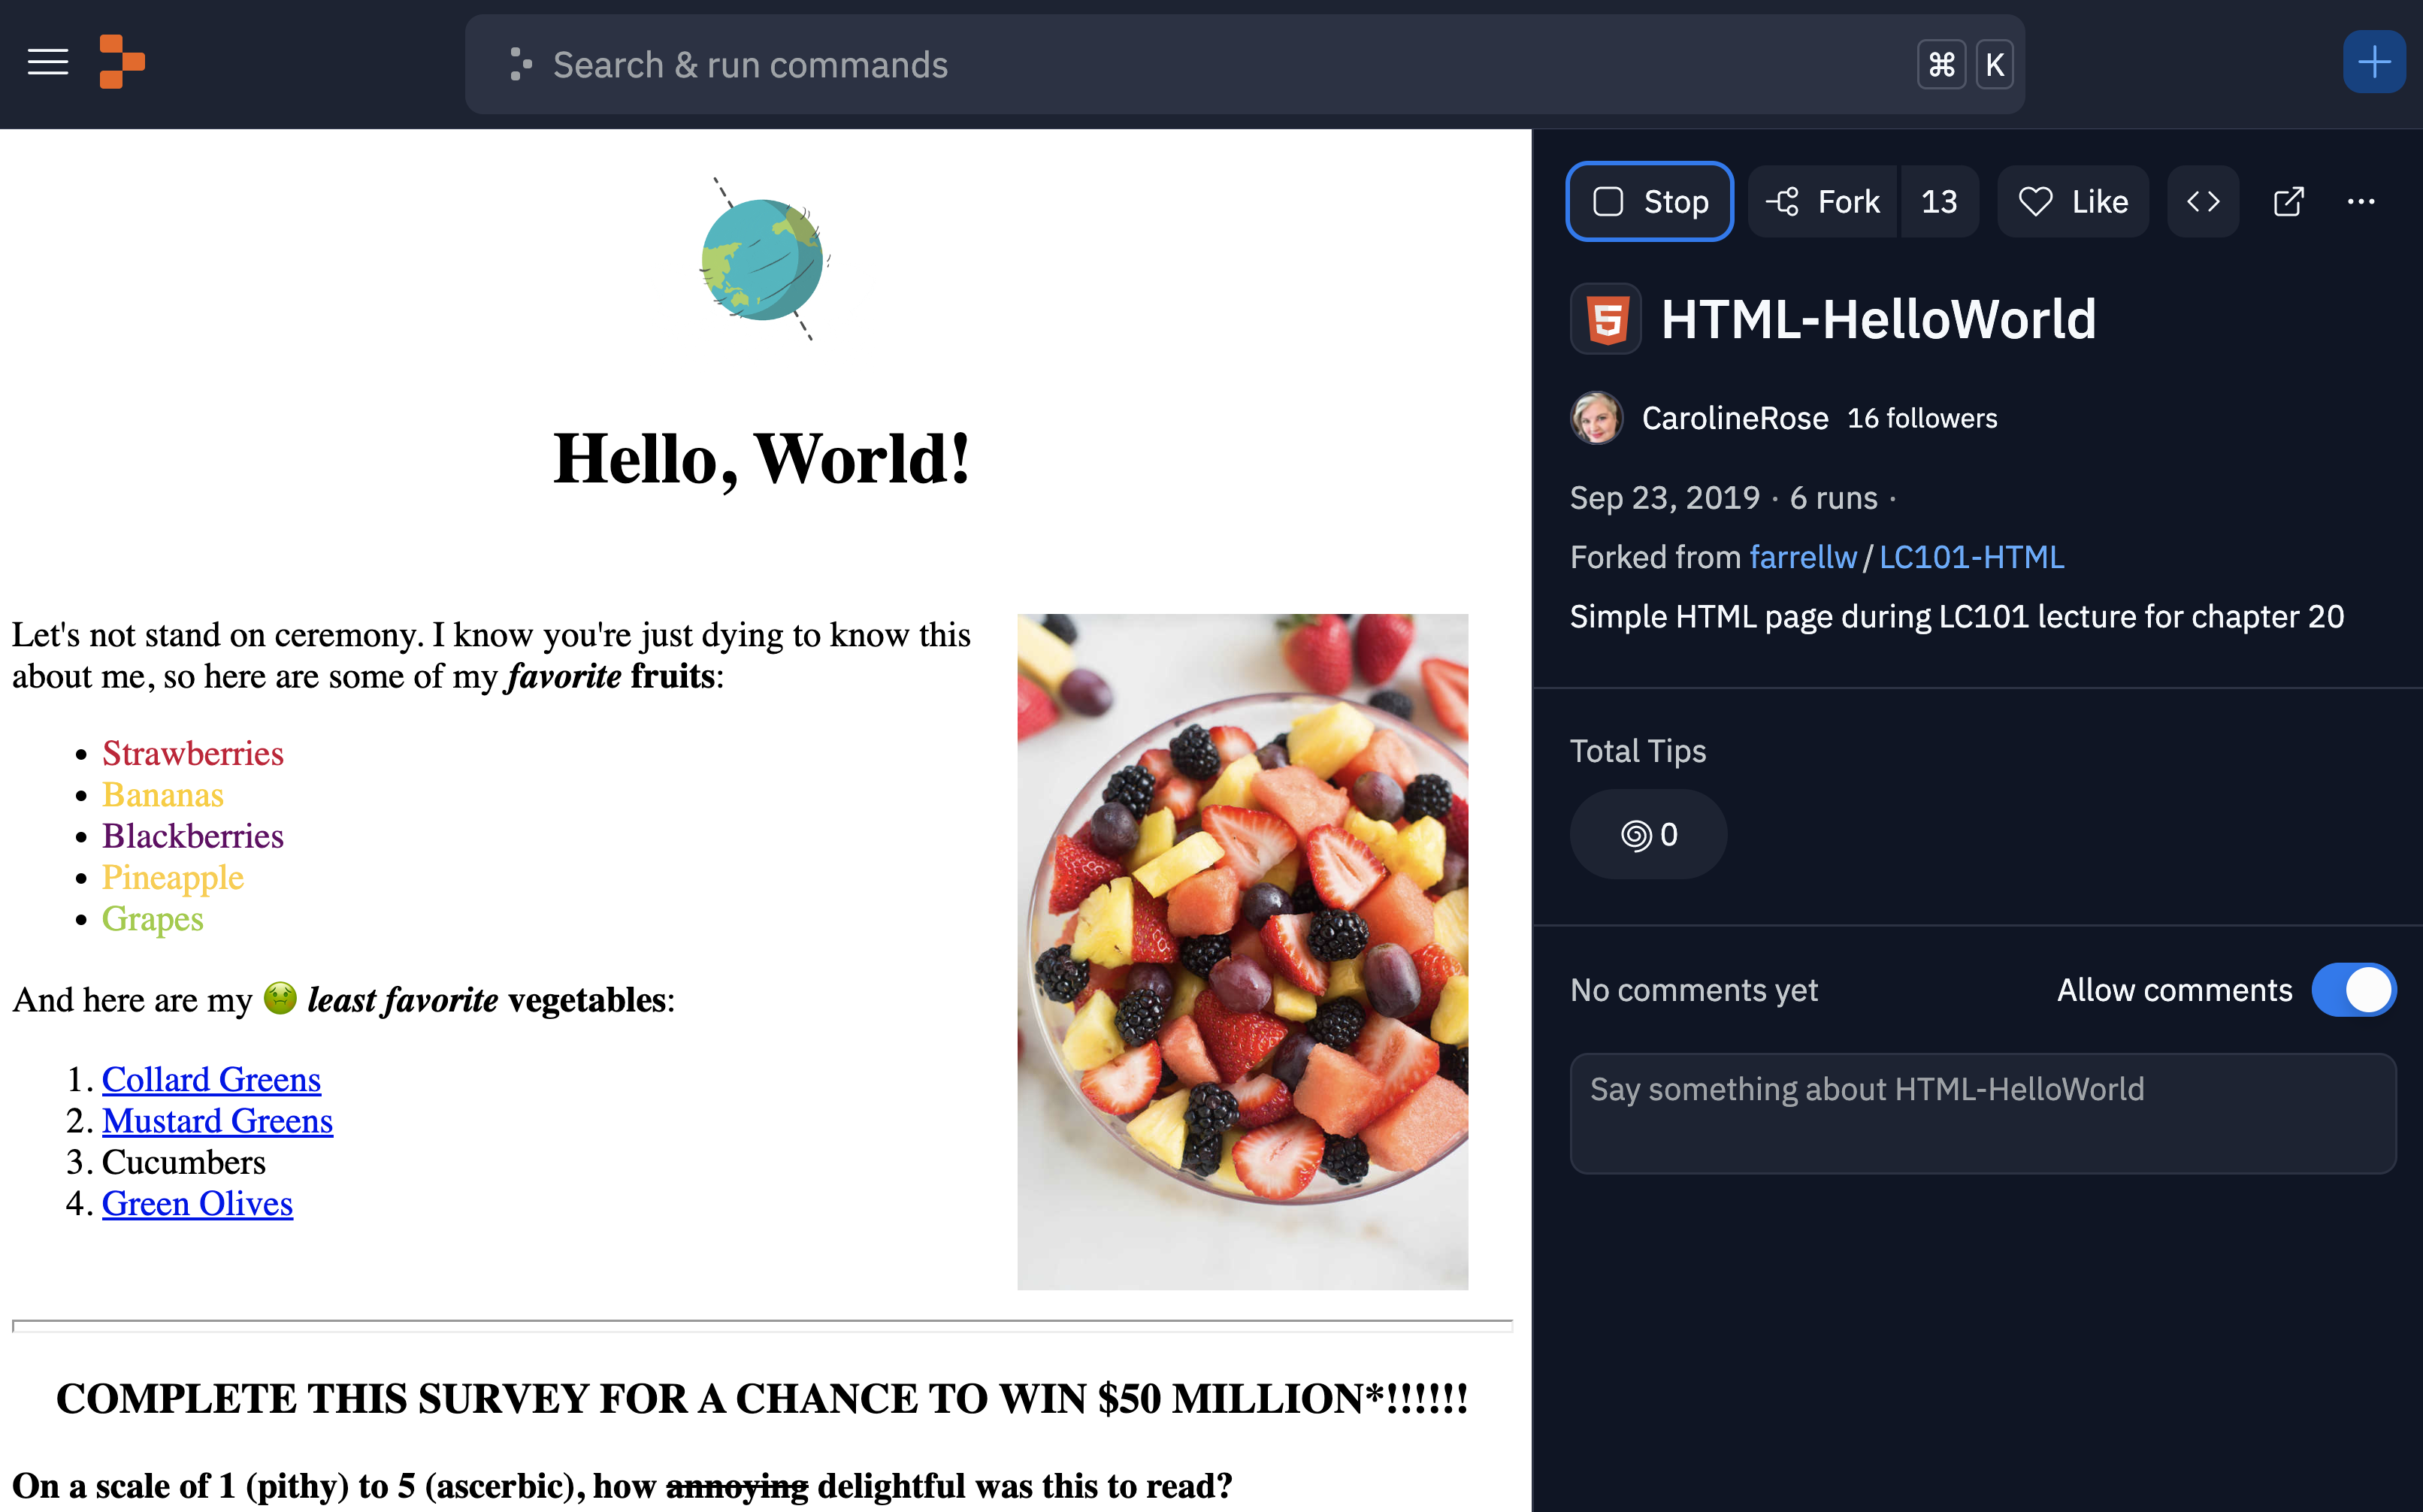 Search & run commands
⌘ K
Hello, World!
Let's not stand on ceremony. I know you're just dying to know this
about me, so here are some of my favorite fruits:
• Strawberries
• Bananas
• Blackberries
• Pineapple
• Grapes
And here are my 🤢 least favorite vegetables:
1. Collard Greens
2. Mustard Greens
3. Cucumbers
4. Green Olives
COMPLETE THIS SURVEY FOR A CHANCE TO WIN $50 MILLION*!!!!!!
On a scale of 1 (pithy) to 5 (ascerbic), how annoying delightful was this to read?
Stop
Fork 13
Like
HTML-HelloWorld
CarolineRose 16 followers
Sep 23, 2019 · 6 runs ·
Forked from farrellw/LC101-HTML
Simple HTML page during LC101 lecture for chapter 20
Total Tips
0
No comments yet
Allow comments
Say something about HTML-HelloWorld